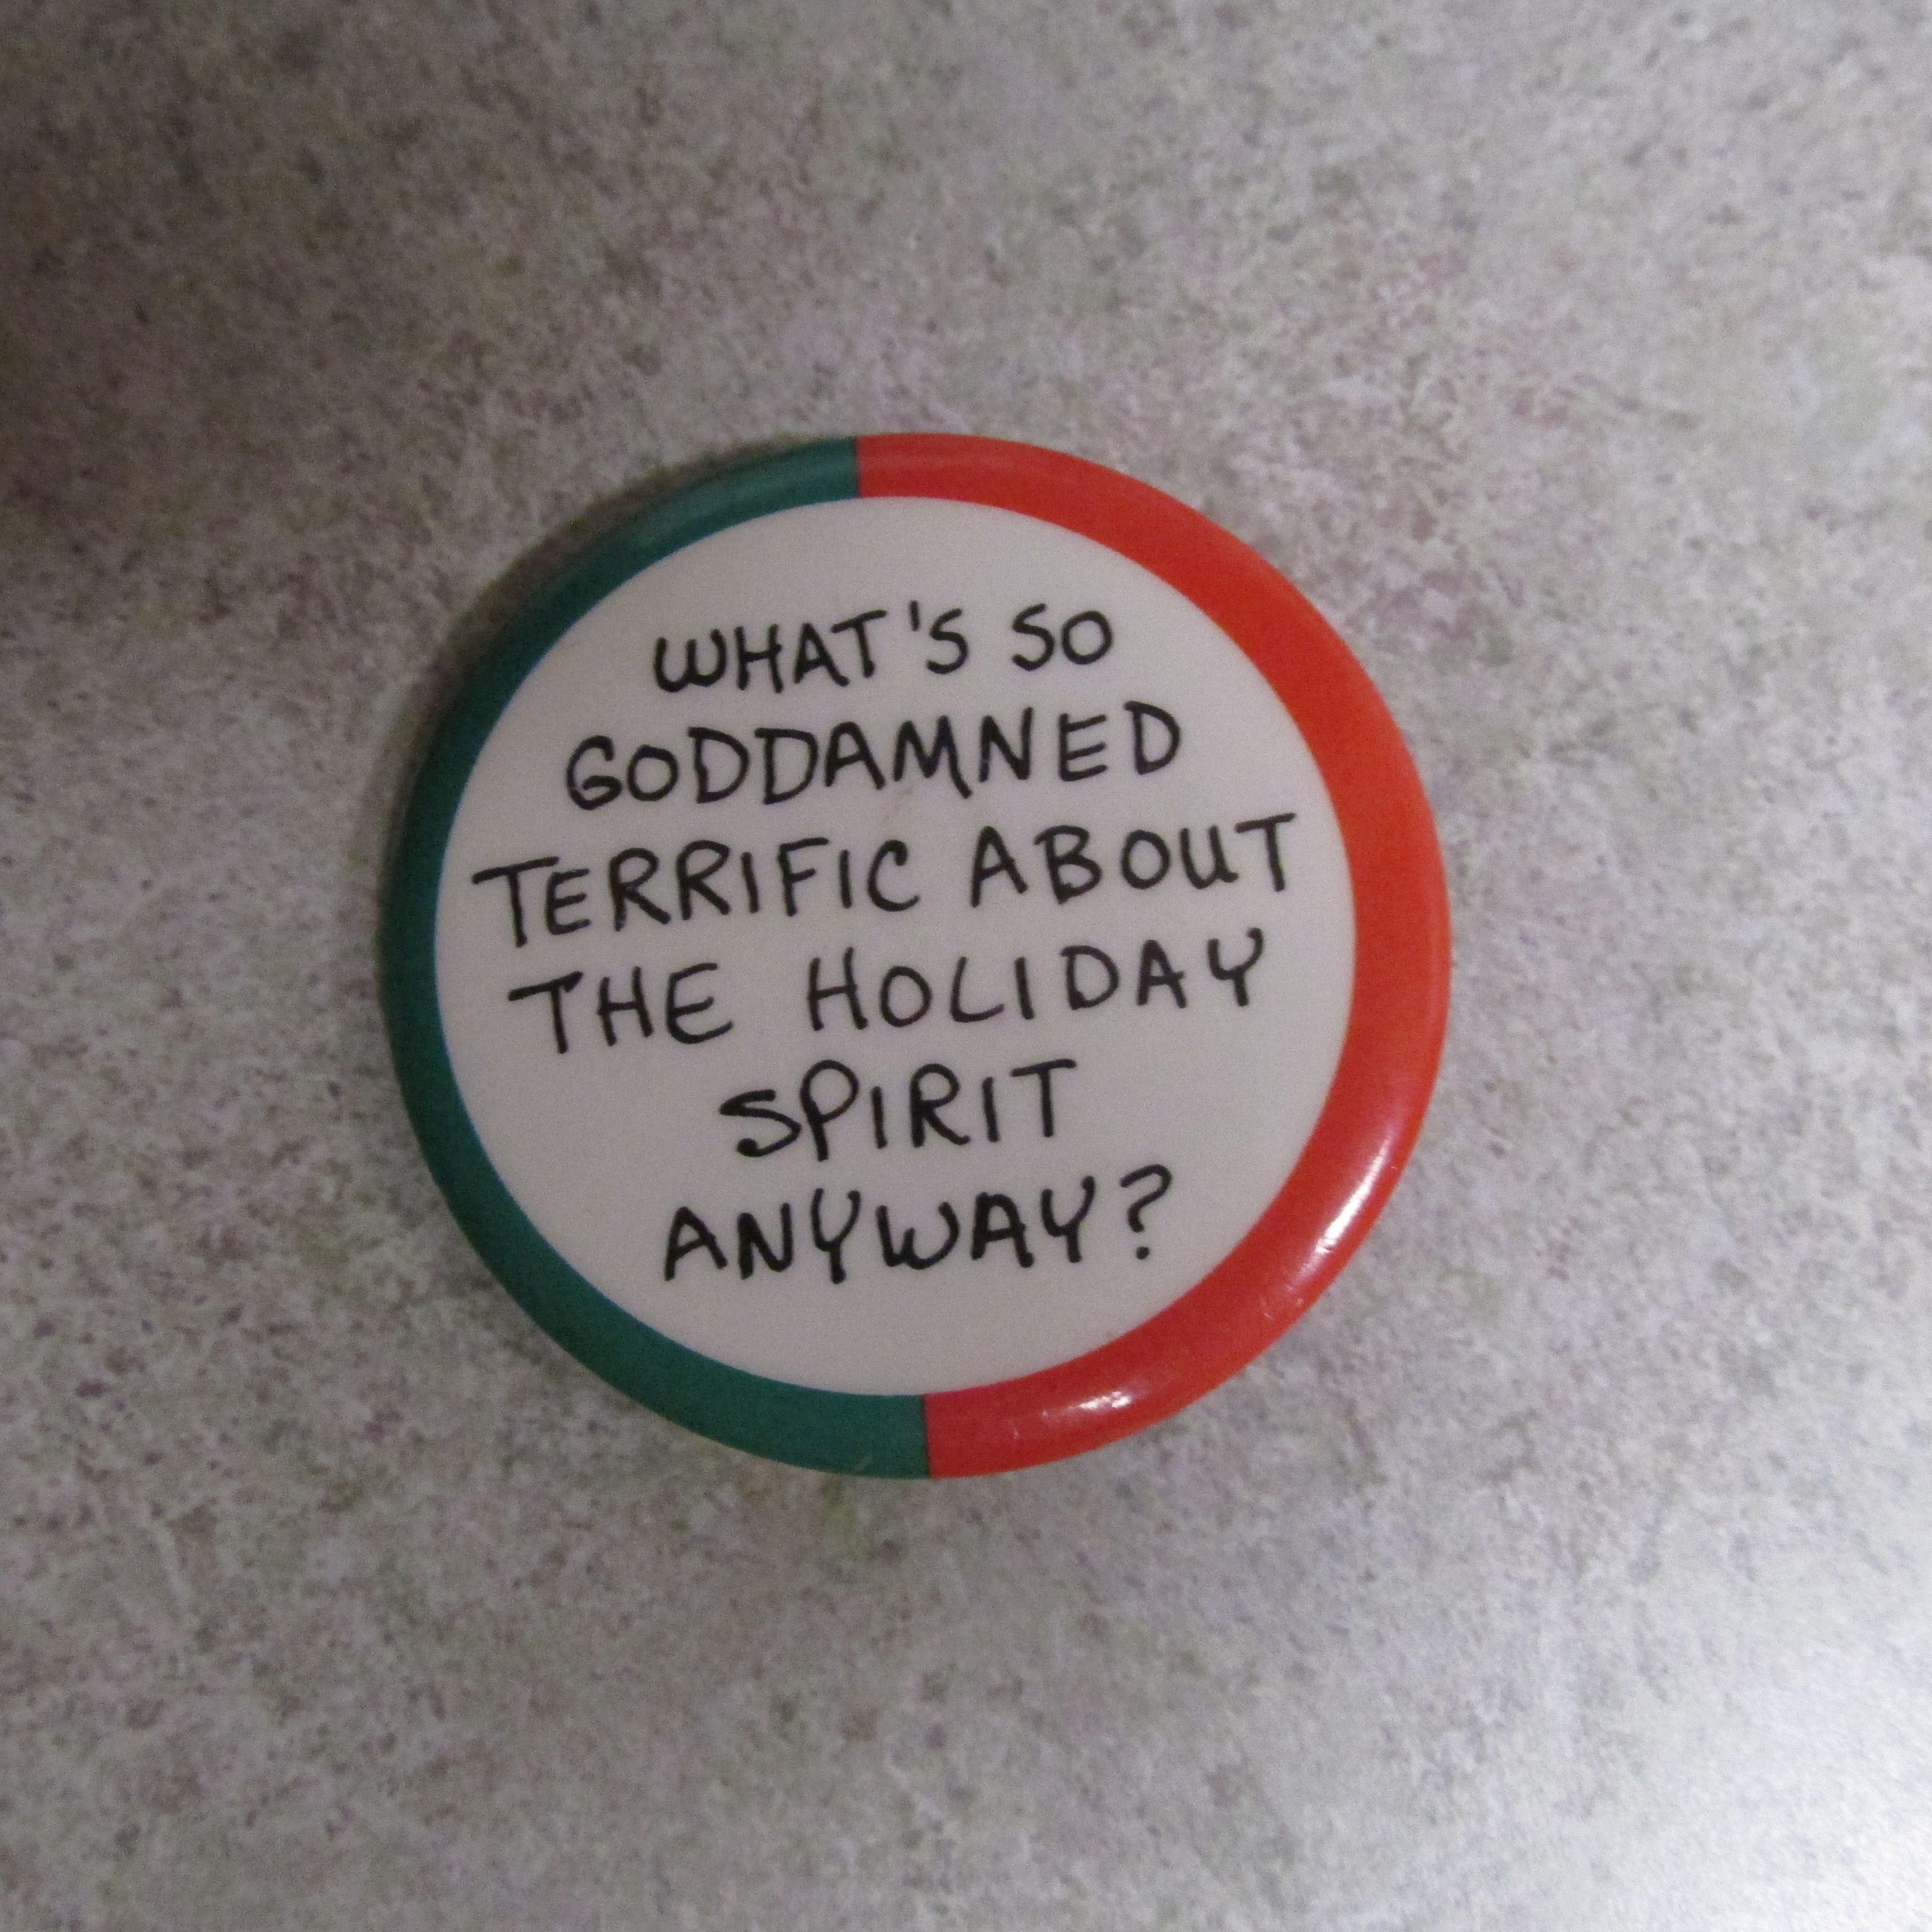 WHAT'S SO
GODDAMNED
TERRIFIC ABOUT
THE HOLIDAY
SPIRIT
ANYWAY?